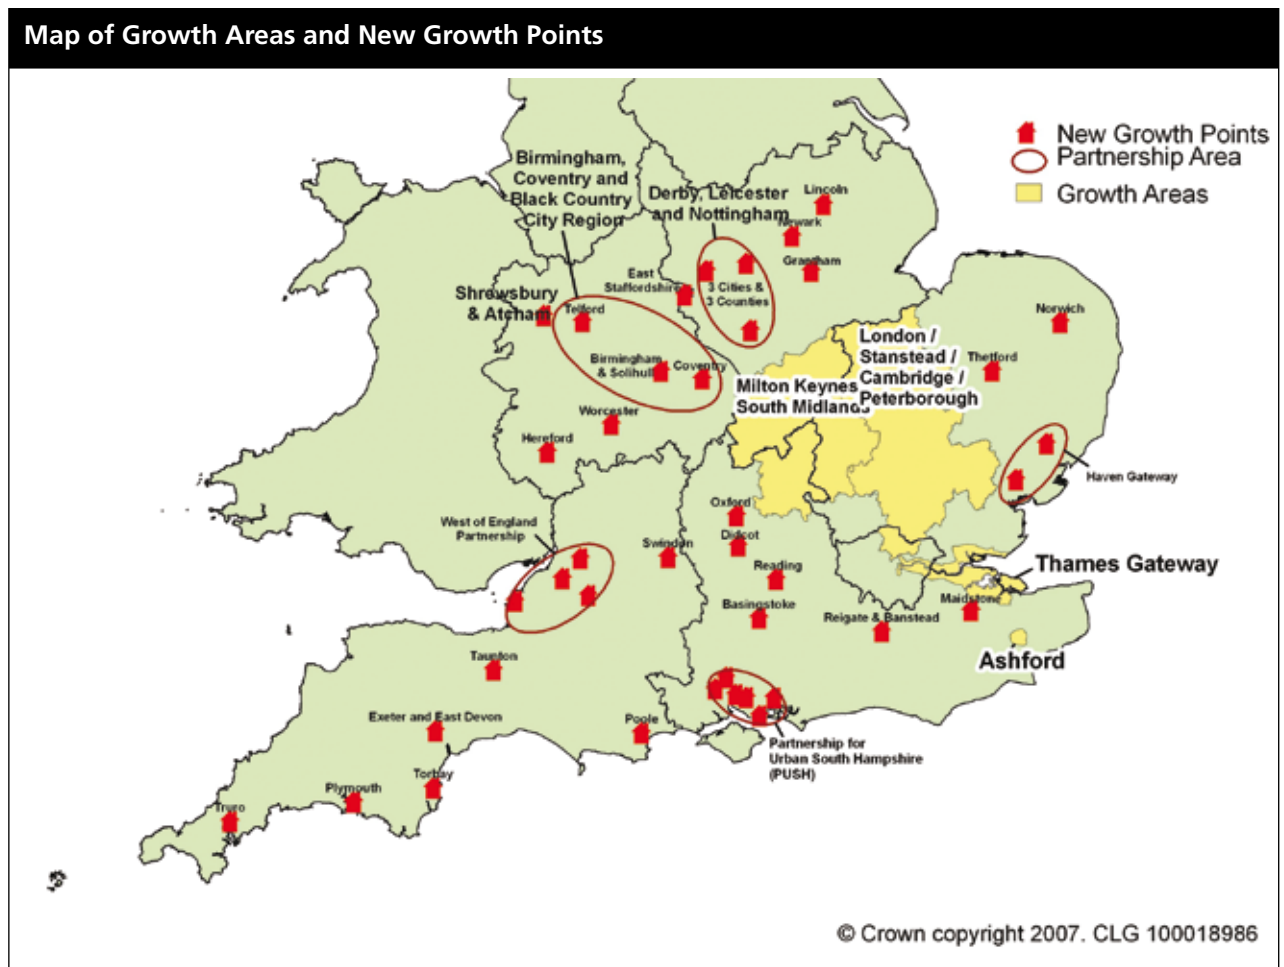 Map of Growth Areas and New Growth Points
New Growth Points
Partnership Area
Growth Areas
Birmingham,
Coventry and
Black Country
City Region
Derby, Leicester
and Nottingham
Lincoln
Newark
Grantham
East
Staffordshire
3 Cities &
3 Counties
Shrewsbury
& Atcham
Telford
Birmingham
& Solihull
Coventry
Worcester
Hereford
Norwich
Thetford
London /
Stanstead /
Cambridge /
Peterborough
Milton Keynes
South Midlands
Haven Gateway
West of England
Partnership
Oxford
Didcot
Swindon
Reading
Basingstoke
Reigate & Banstead
Maidstone
Thames Gateway
Ashford
Taunton
Exeter and East Devon
Poole
Partnership for
Urban South Hampshire
(PUSH)
Torbay
Plymouth
Truro
© Crown copyright 2007. CLG 100018986